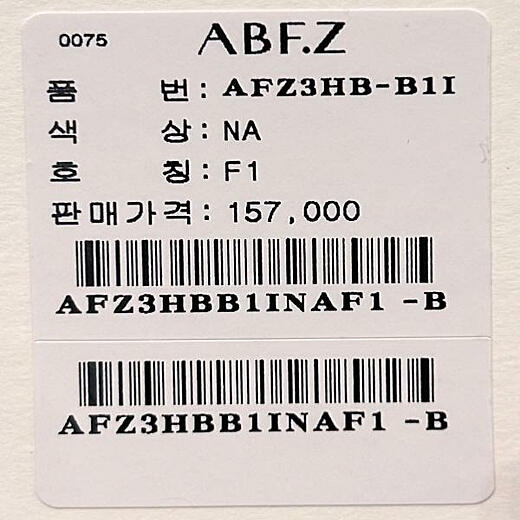 0075 ABF.Z
품 번 : AFZ3HB-B1I
색 상 : NA
호 칭 : F1
판매가격 : 157,000
AFZ3HBB1INAF1 -B
AFZ3HBB1INAF1 -B